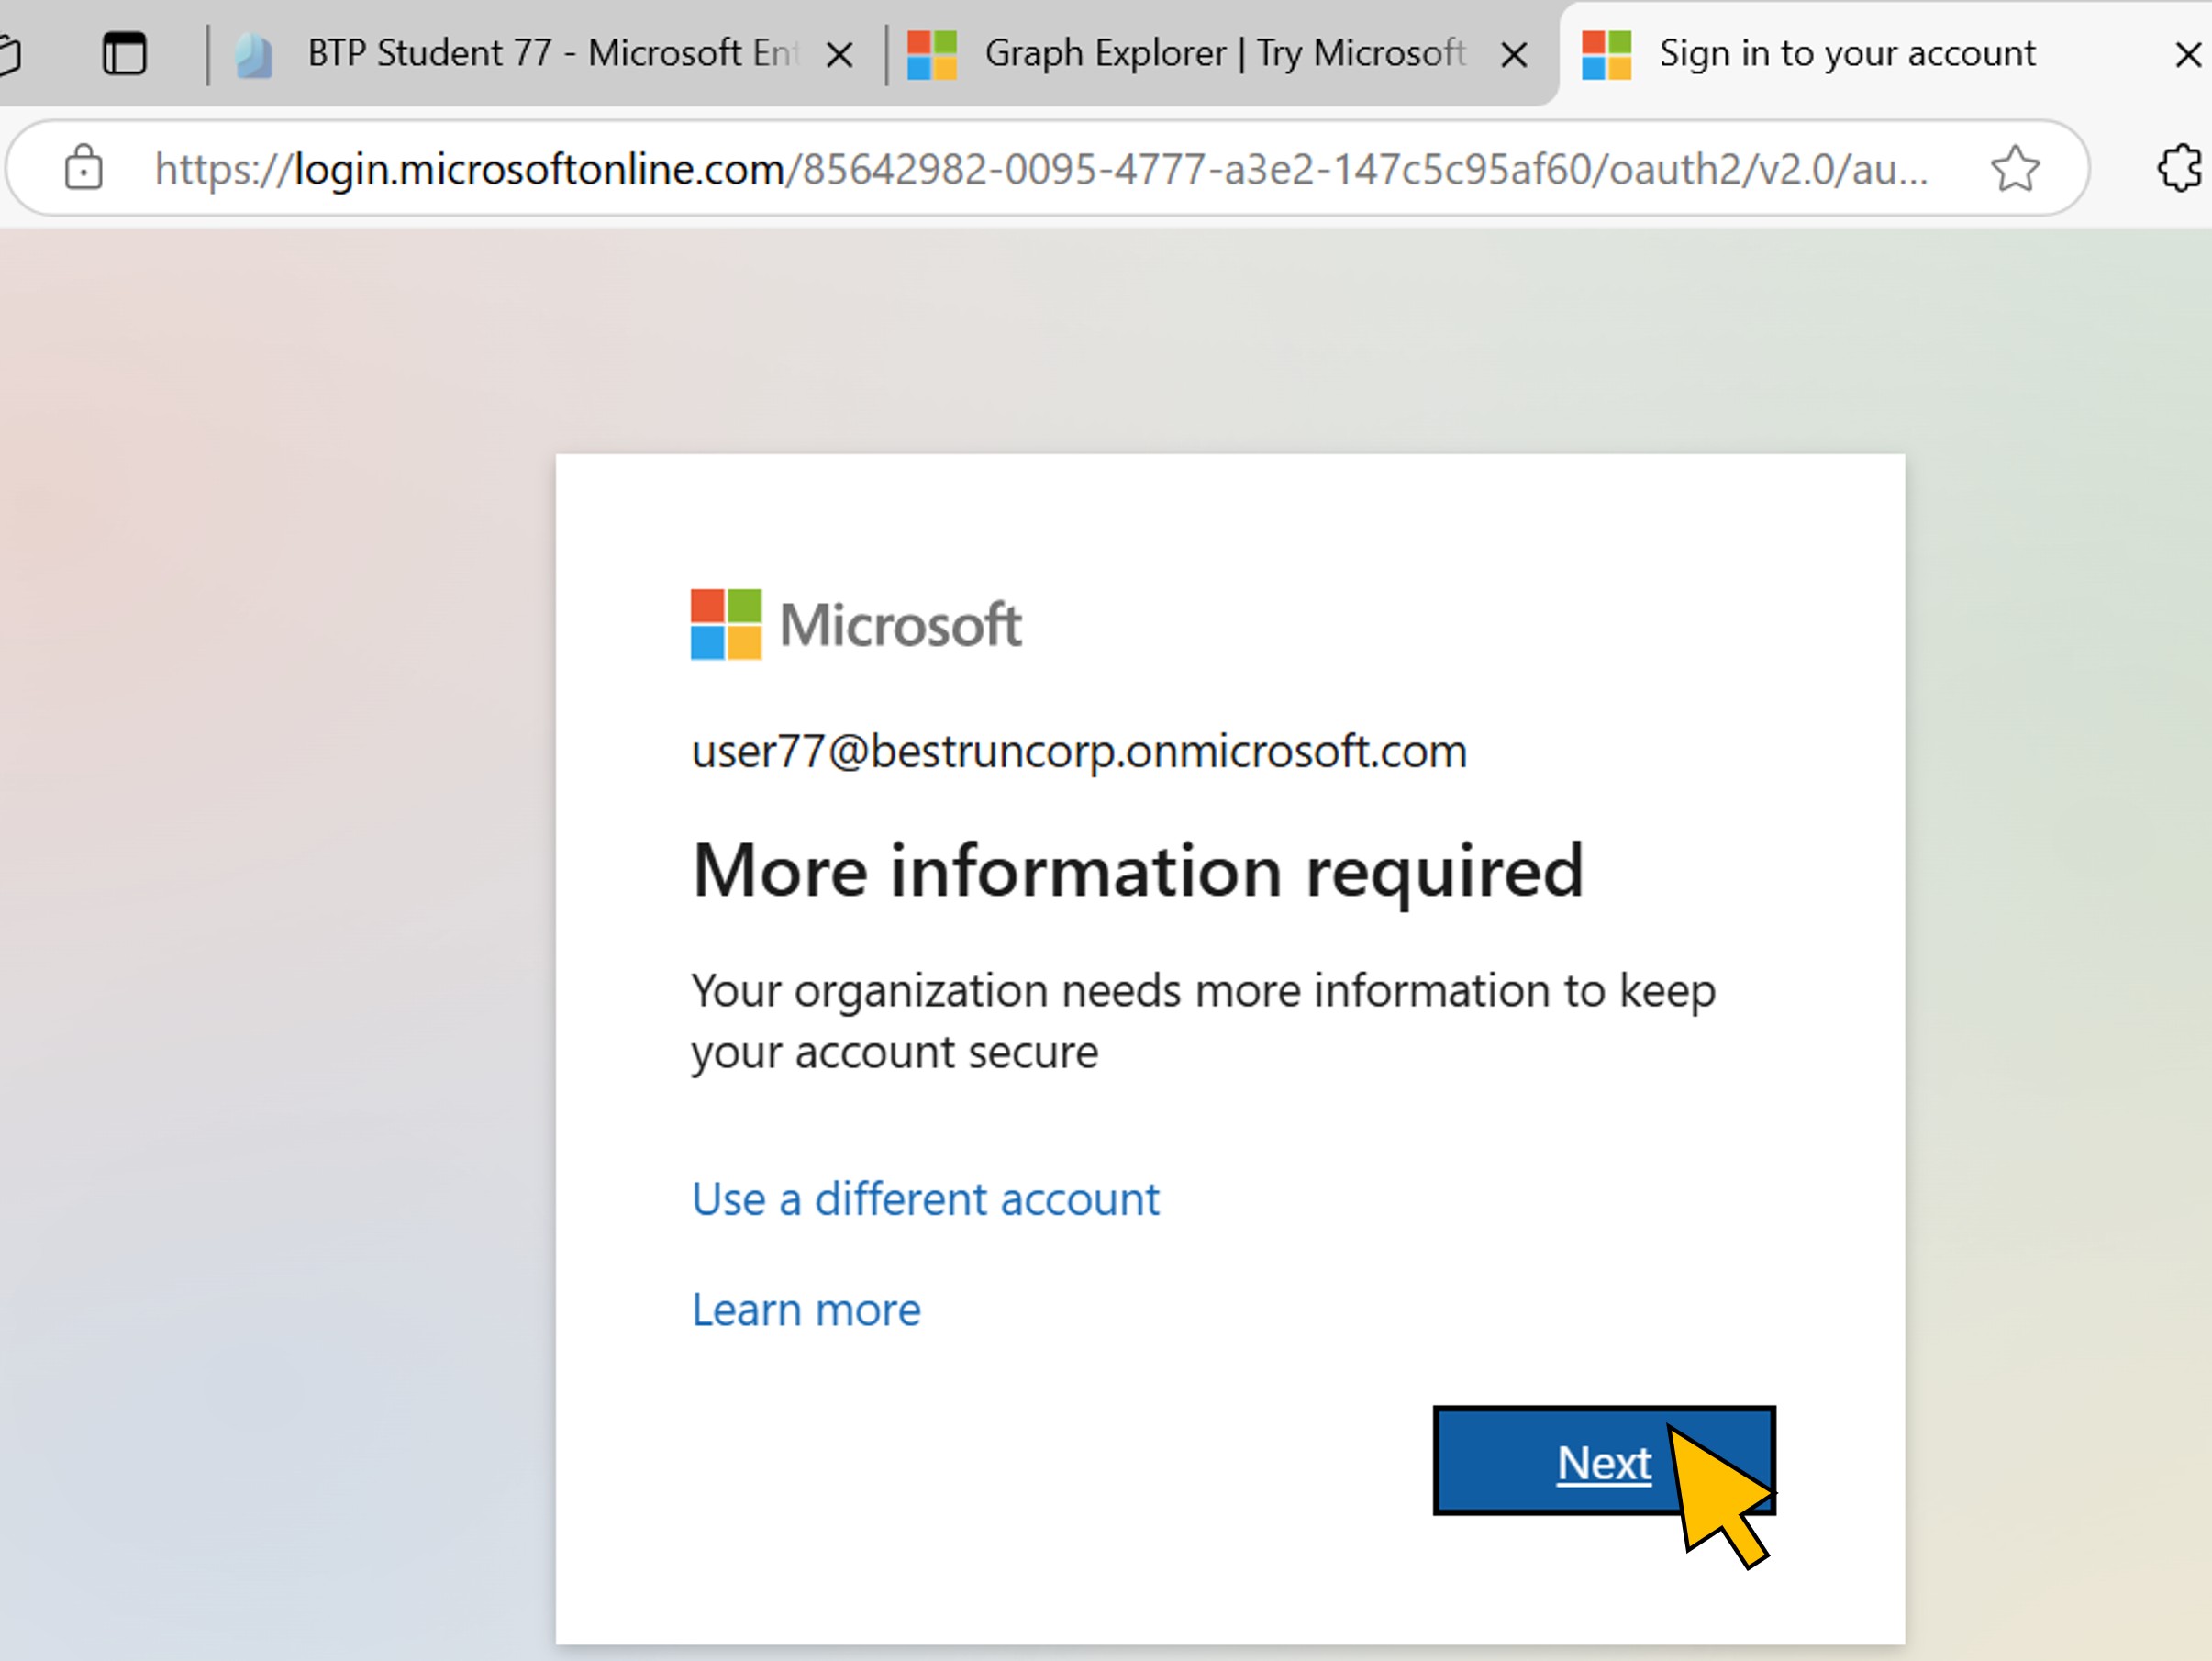 BTP Student 77 - Microsoft Ent
Graph Explorer | Try Microsoft
Sign in to your account
https://login.microsoftonline.com/85642982-0095-4777-a3e2-147c5c95af60/oauth2/v2.0/au...
Microsoft
user77@bestruncorp.onmicrosoft.com
More information required
Your organization needs more information to keep
your account secure
Use a different account
Learn more
Next